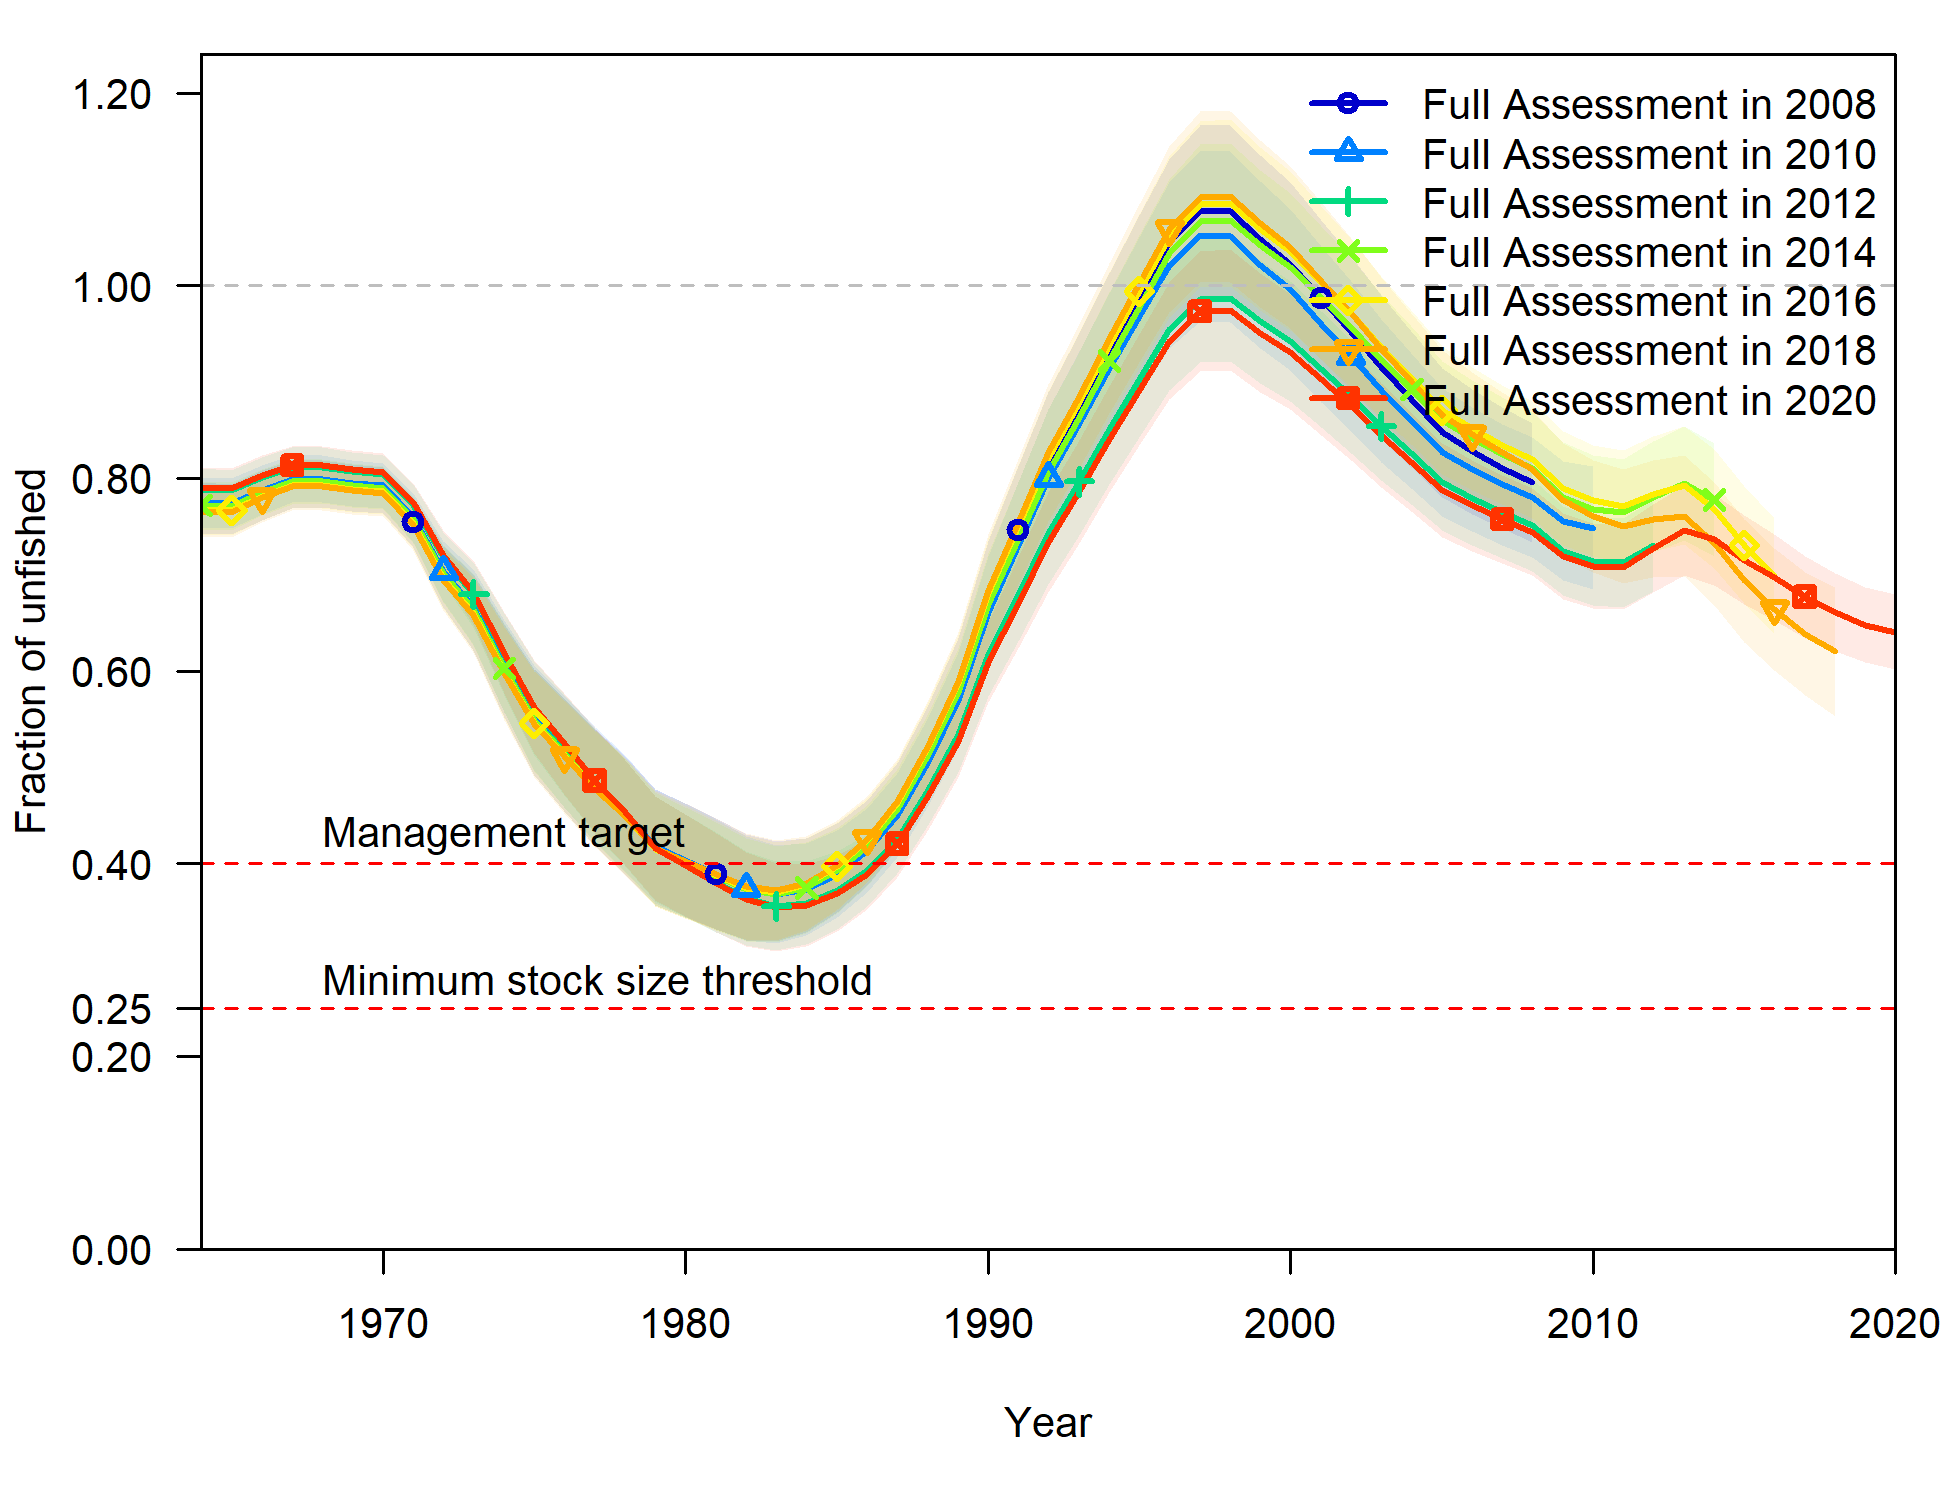 1.20
1.00
0.80
0.60
0.40
0.25
0.20
0.00
Fraction of unfished
Full Assessment in 2008
Full Assessment in 2010
Full Assessment in 2012
Full Assessment in 2014
Full Assessment in 2016
Full Assessment in 2018
Full Assessment in 2020
Management target
Minimum stock size threshold
1970 1980 1990 2000 2010 2020
Year